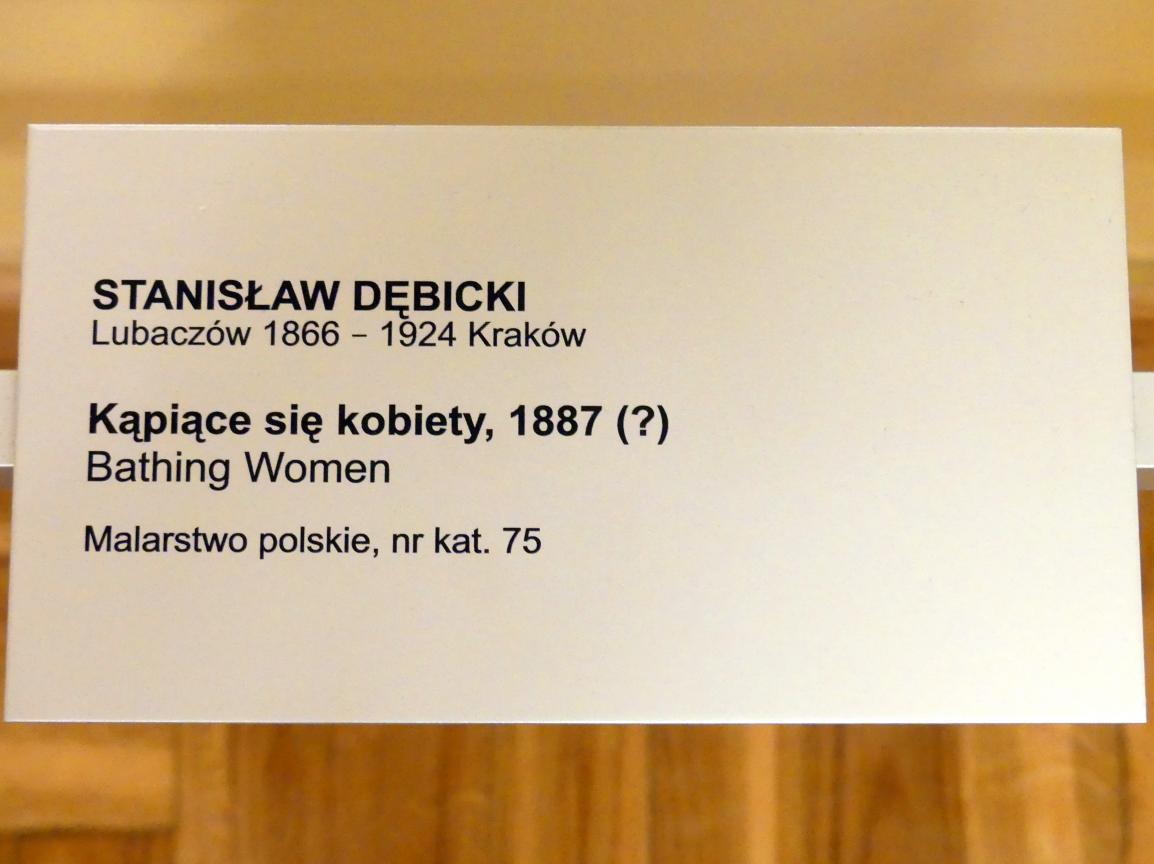 STANISŁAW DĘBICKI
Lubaczów 1866 – 1924 Kraków
Kąpiące się kobiety, 1887 (?)
Bathing Women
Malarstwo polskie, nr kat. 75